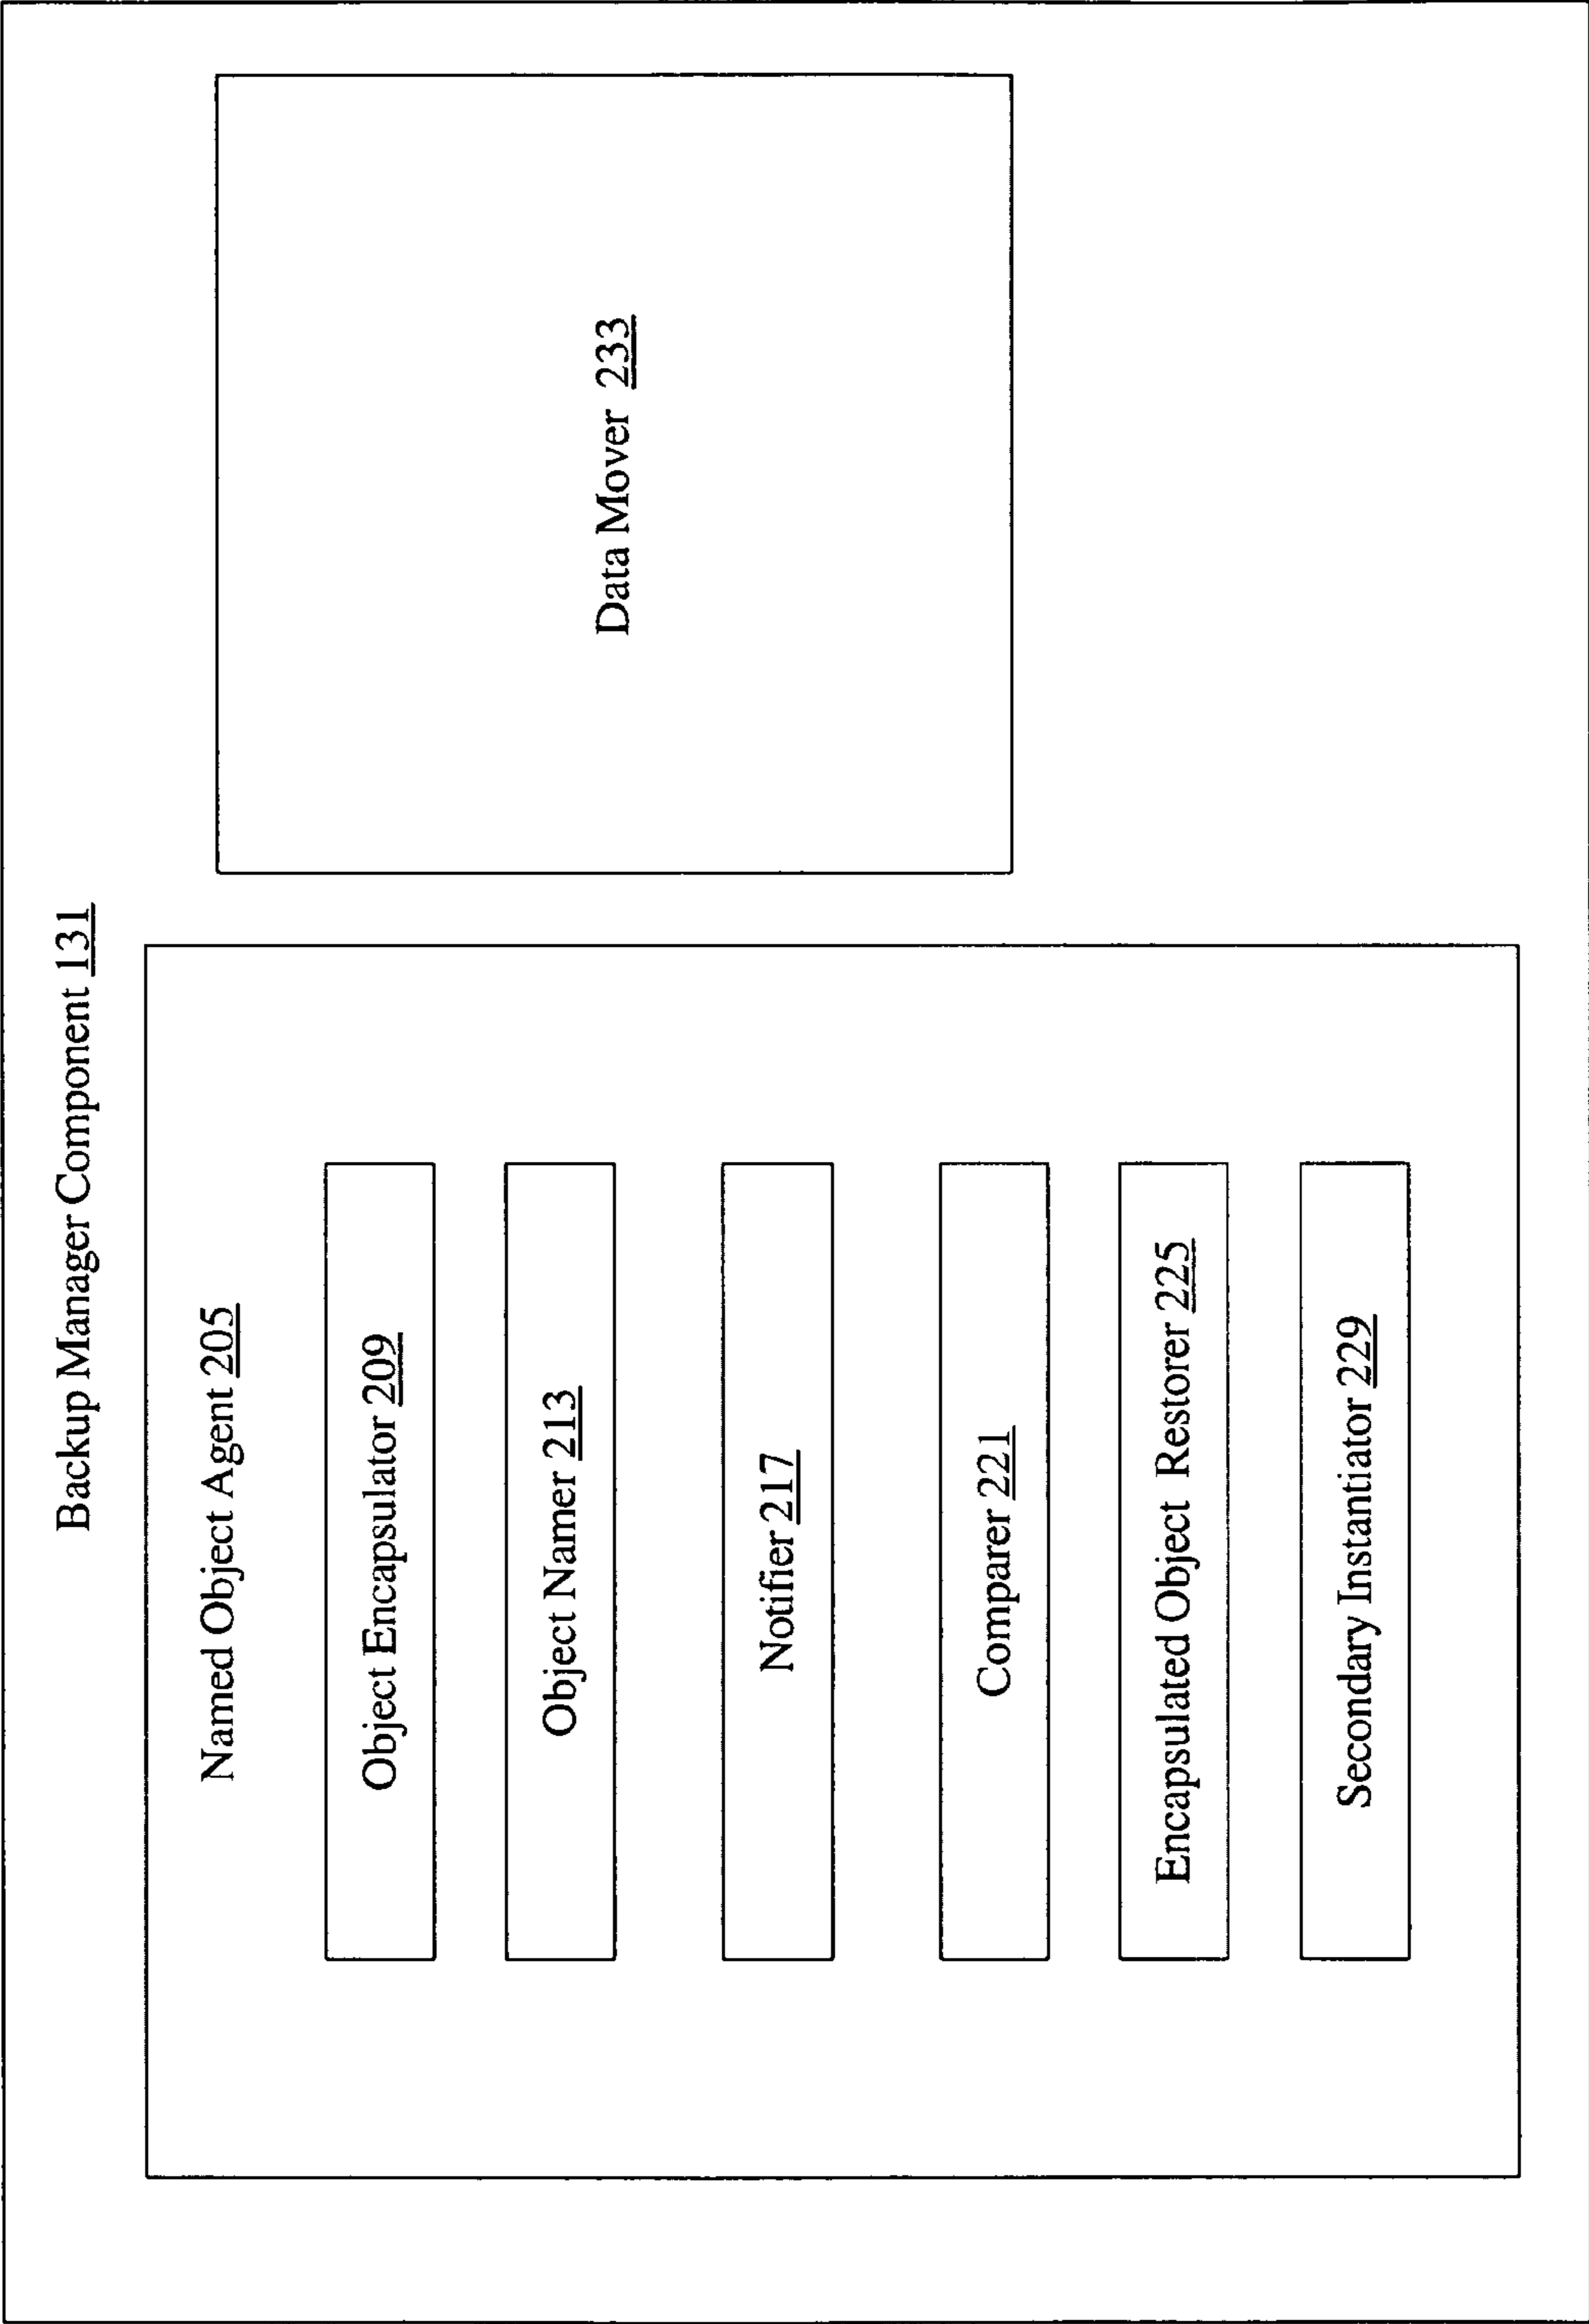 Backup Manager Component 131
Named Object Agent 205
Object Encapsulator 209
Object Namer 213
Notifier 217
Comparer 221
Encapsulated Object Restorer 225
Secondary Instantiator 229
Data Mover 233